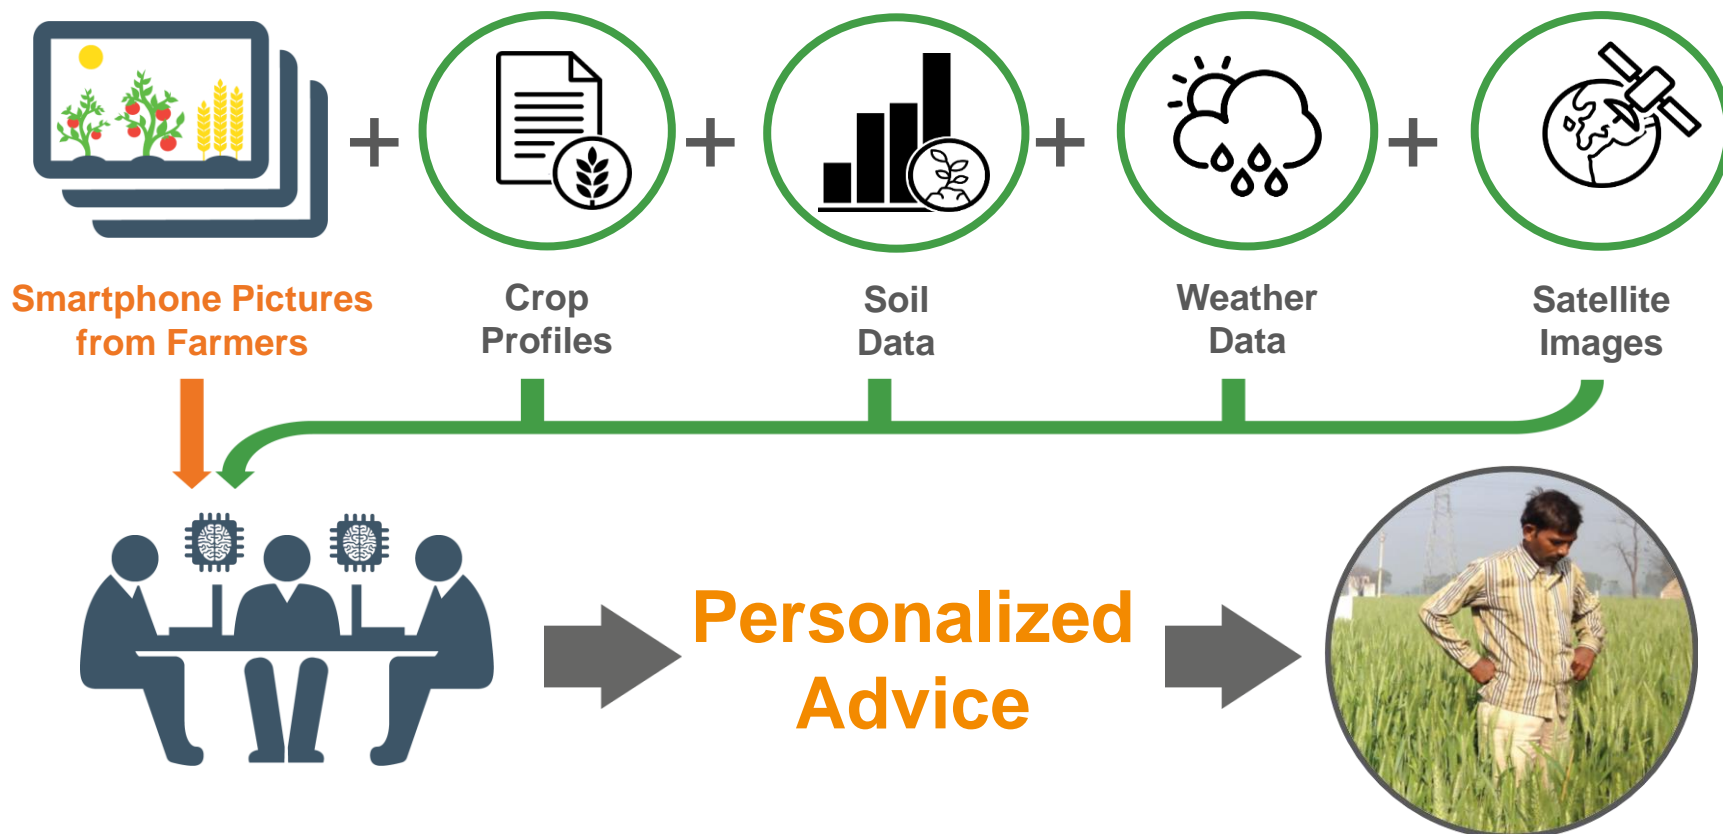 Smartphone Pictures
from Farmers
Crop
Profiles
Soil
Data
Weather
Data
Satellite
Images
Personalized
Advice